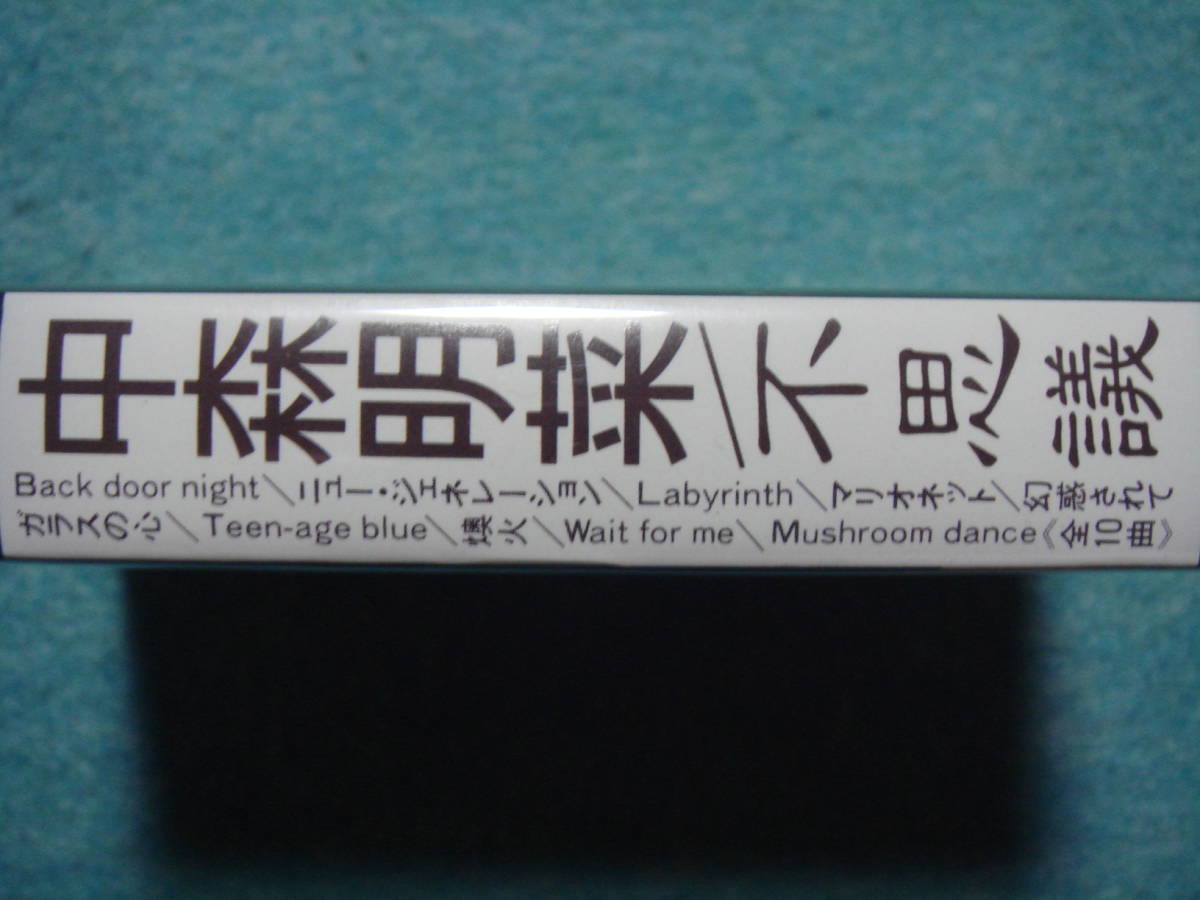 中森明菜／不思議
Back door night／ニュー・ジェネレーション／Labyrinth／マリオネット／幻惑されて
ガラスの心／Teen-age blue／燠火／Wait for me／Mushroom dance《全10曲》